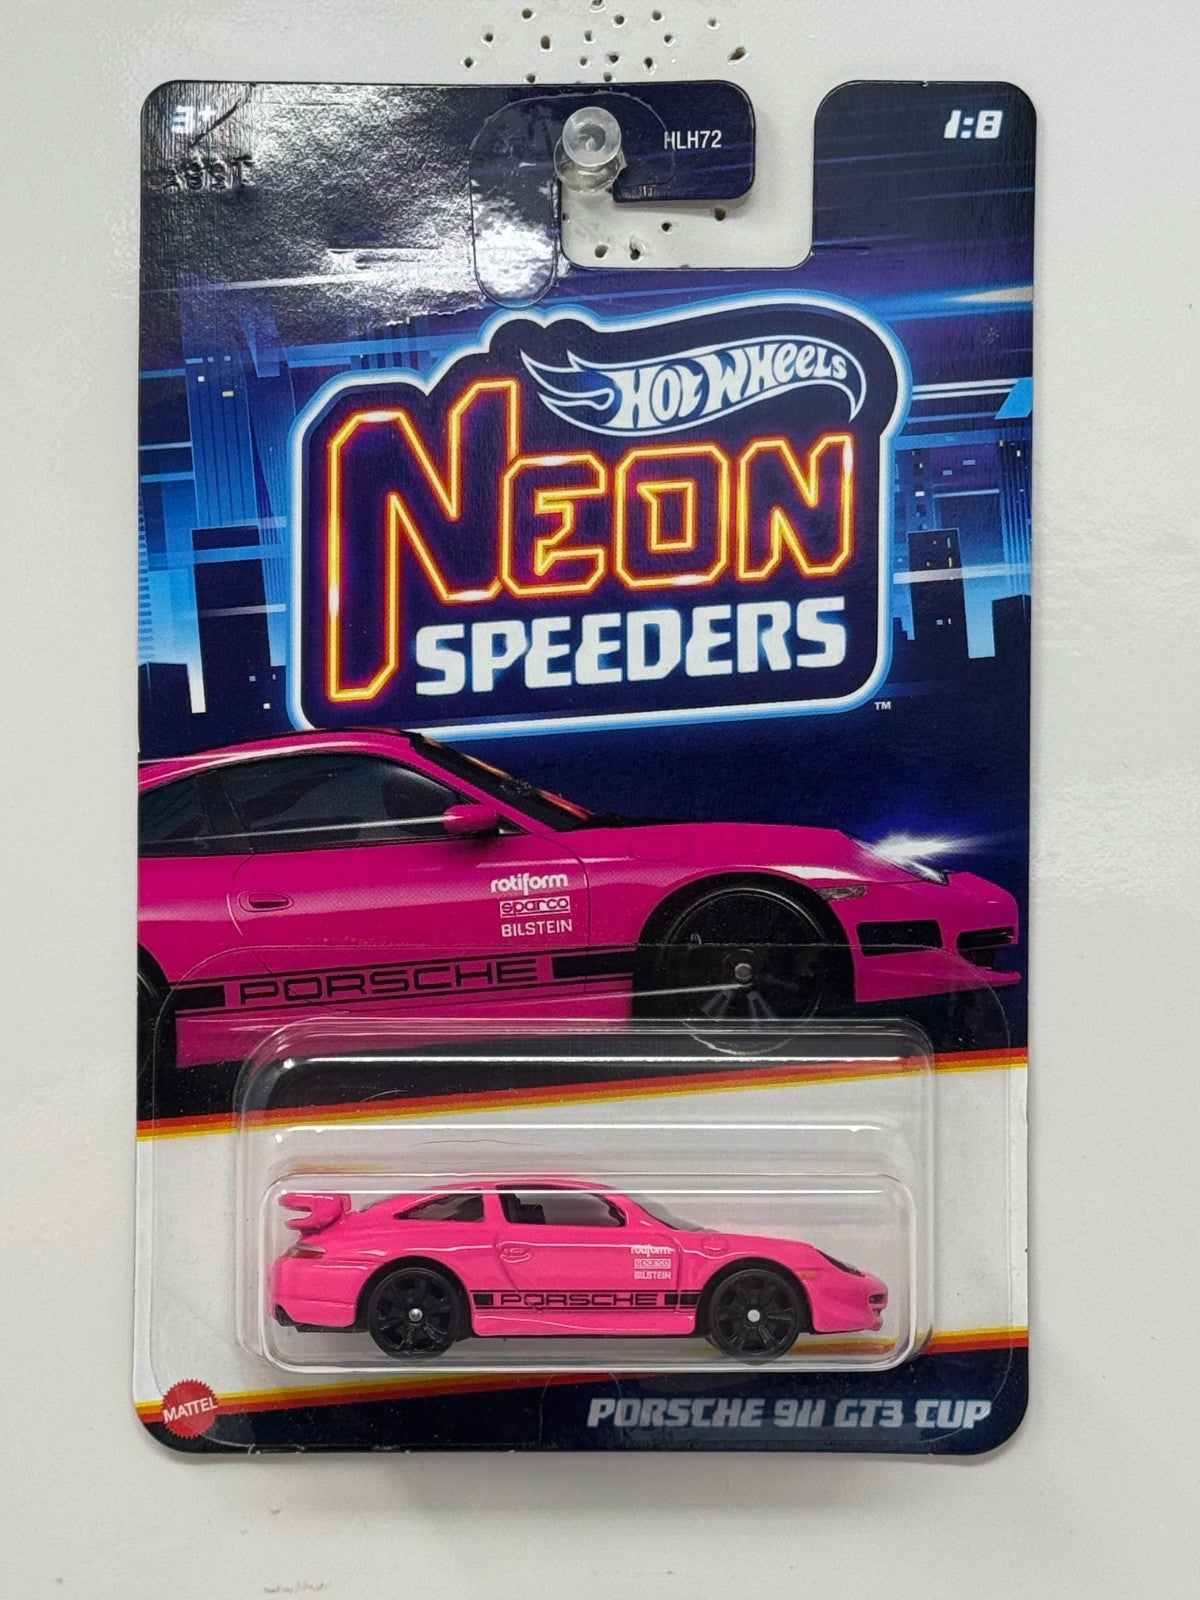 3+
HLH72
1:8
HOT WHEELS
NEON
SPEEDERS
™
rotiform
sparco
BILSTEIN
PORSCHE
rotiform
sparco
BILSTEIN
PORSCHE
MATTEL
PORSCHE 911 GT3 CUP